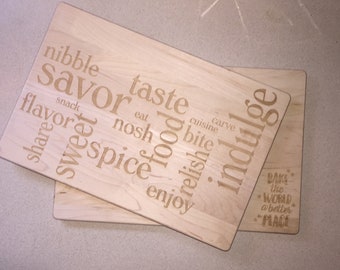 nibble
savor
taste
snack
eat
cuisine
carve
flavor
nosh
food
bite
indulge
share
sweet
spice
relish
enjoy
BAKE
the
WORLD
a better
PLACE